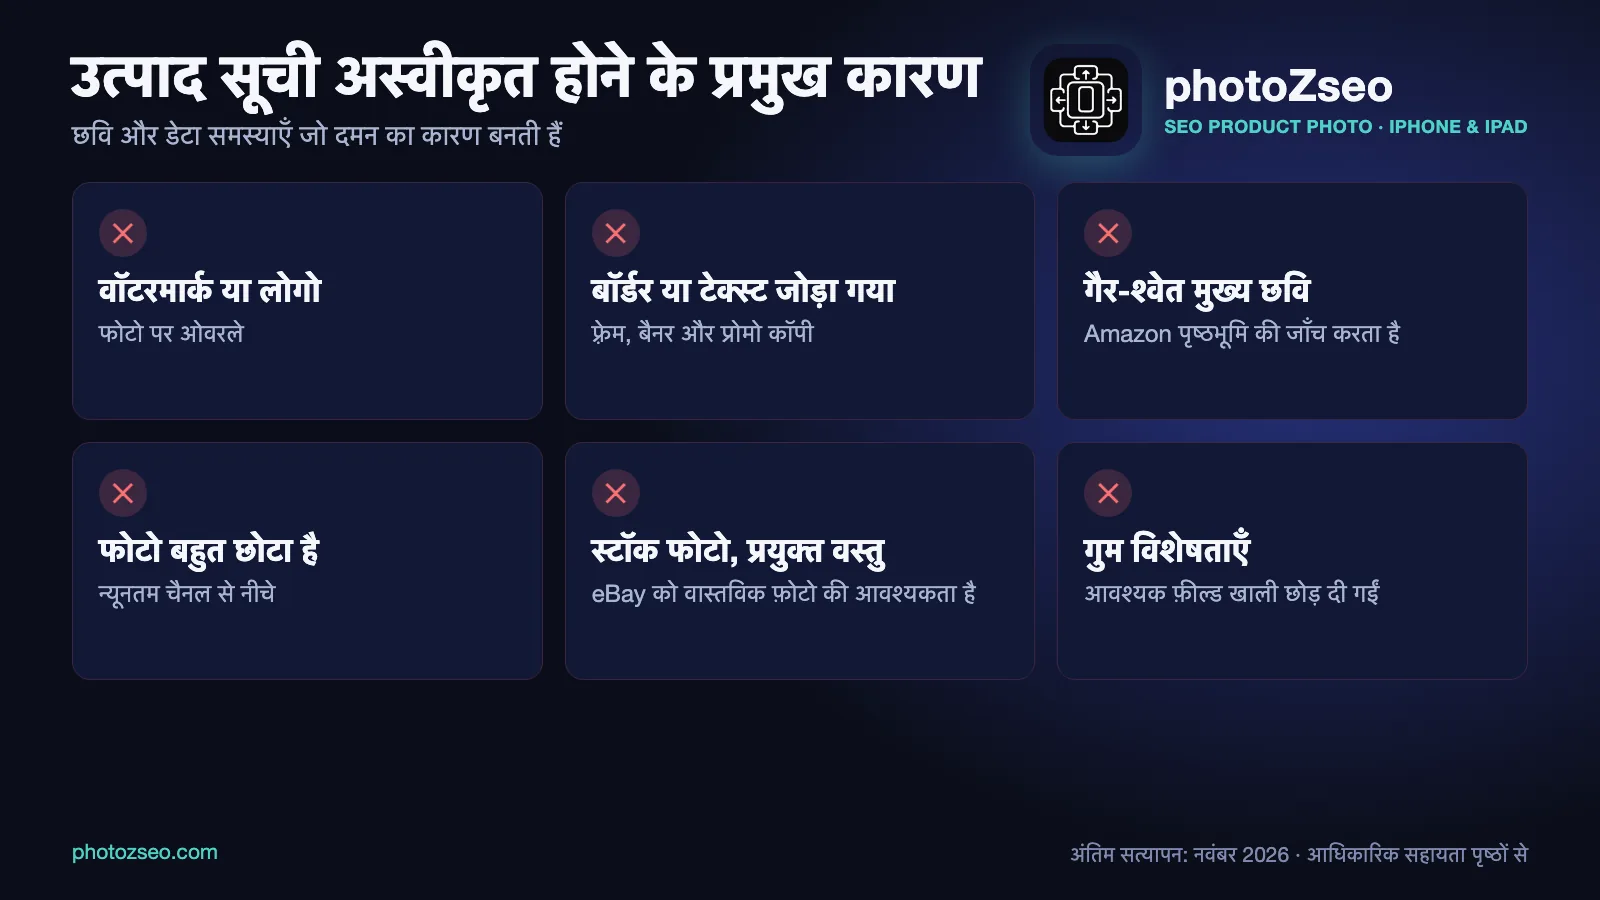 उत्पाद सूची अस्वीकृत होने के प्रमुख कारण
छवि और डेटा समस्याएँ जो दमन का कारण बनती हैं
photoZseo
SEO PRODUCT PHOTO · IPHONE & IPAD
वॉटरमार्क या लोगो
फोटो पर ओवरले
बॉर्डर या टेक्स्ट जोड़ा गया
फ़्रेम, बैनर और प्रोमो कॉपी
गैर-श्वेत मुख्य छवि
Amazon पृष्ठभूमि की जाँच करता है
फोटो बहुत छोटा है
न्यूनतम चैनल से नीचे
स्टॉक फोटो, प्रयुक्त वस्तु
eBay को वास्तविक फ़ोटो की आवश्यकता है
गुम विशेषताएँ
आवश्यक फ़ील्ड खाली छोड़ दी गईं
photozseo.com
अंतिम सत्यापन: नवंबर 2026 · आधिकारिक सहायता पृष्ठों से